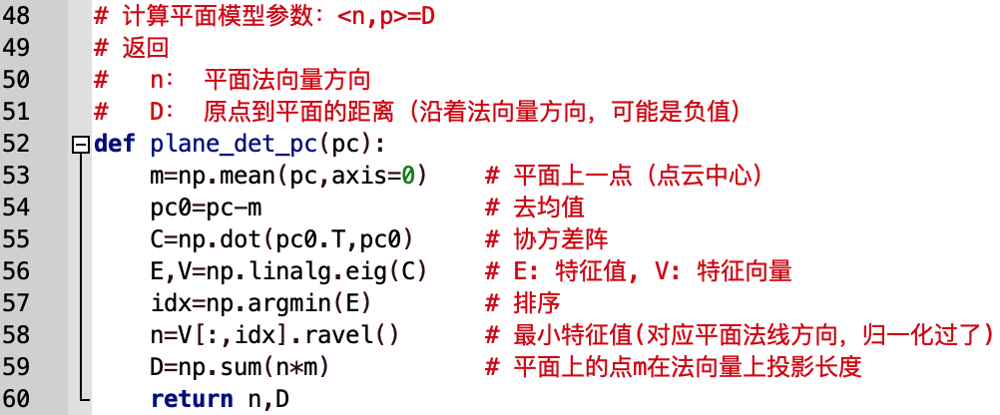 48 # 计算平面模型参数：<n,p>=D
49 # 返回
50 #   n： 平面法向量方向
51 #   D： 原点到平面的距离（沿着法向量方向，可能是负值）
52 def plane_det_pc(pc):
53     m=np.mean(pc,axis=0)    # 平面上一点（点云中心）
54     pc0=pc-m                # 去均值
55     C=np.dot(pc0.T,pc0)     # 协方差阵
56     E,V=np.linalg.eig(C)    # E: 特征值, V: 特征向量
57     idx=np.argmin(E)        # 排序
58     n=V[:,idx].ravel()      # 最小特征值(对应平面法线方向，归一化过了)
59     D=np.sum(n*m)           # 平面上的点m在法向量上投影长度
60     return n,D